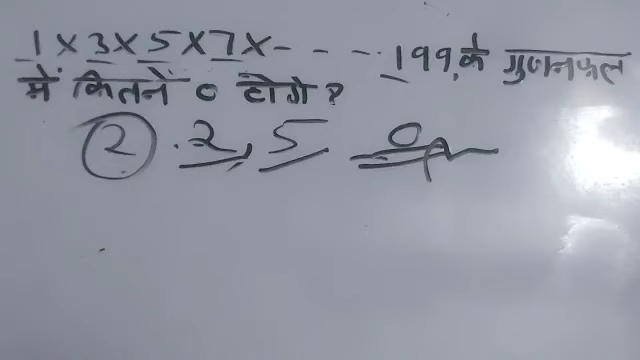 1 × 3 × 5 × 7 × - - - - 199, के गुणनफल
में कितनें 0 होगे ?
② . 2, 5 0